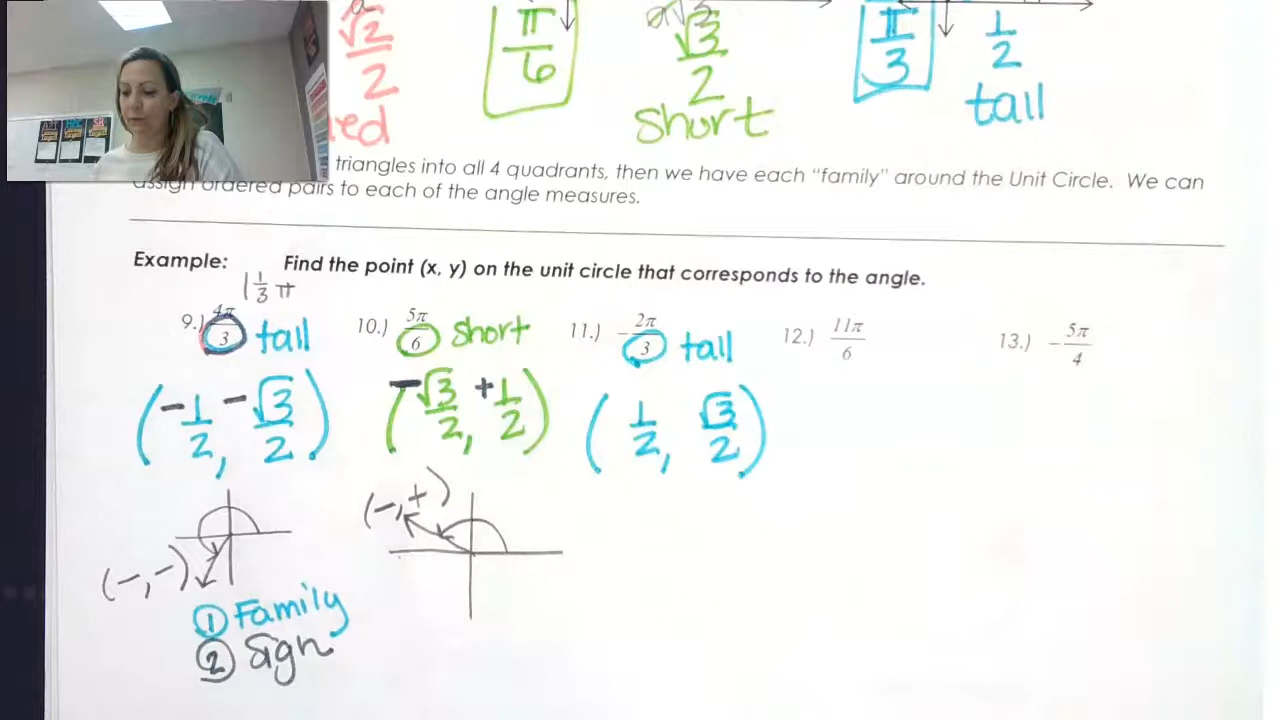 √2/2 π/6 √3/2 π/3 1/2
short tall
triangles into all 4 quadrants, then we have each “family” around the Unit Circle. We can
assign ordered pairs to each of the angle measures.
Example: Find the point (x, y) on the unit circle that corresponds to the angle.
1 1/3 π
9.) 4π/3 tall 10.) 5π/6 short 11.) -2π/3 tall 12.) 11π/6 13.) -5π/4
(-1/2, -√3/2) (-√3/2, +1/2) (1/2, √3/2)
(-,+)
(-,-)
① Family
② Sign